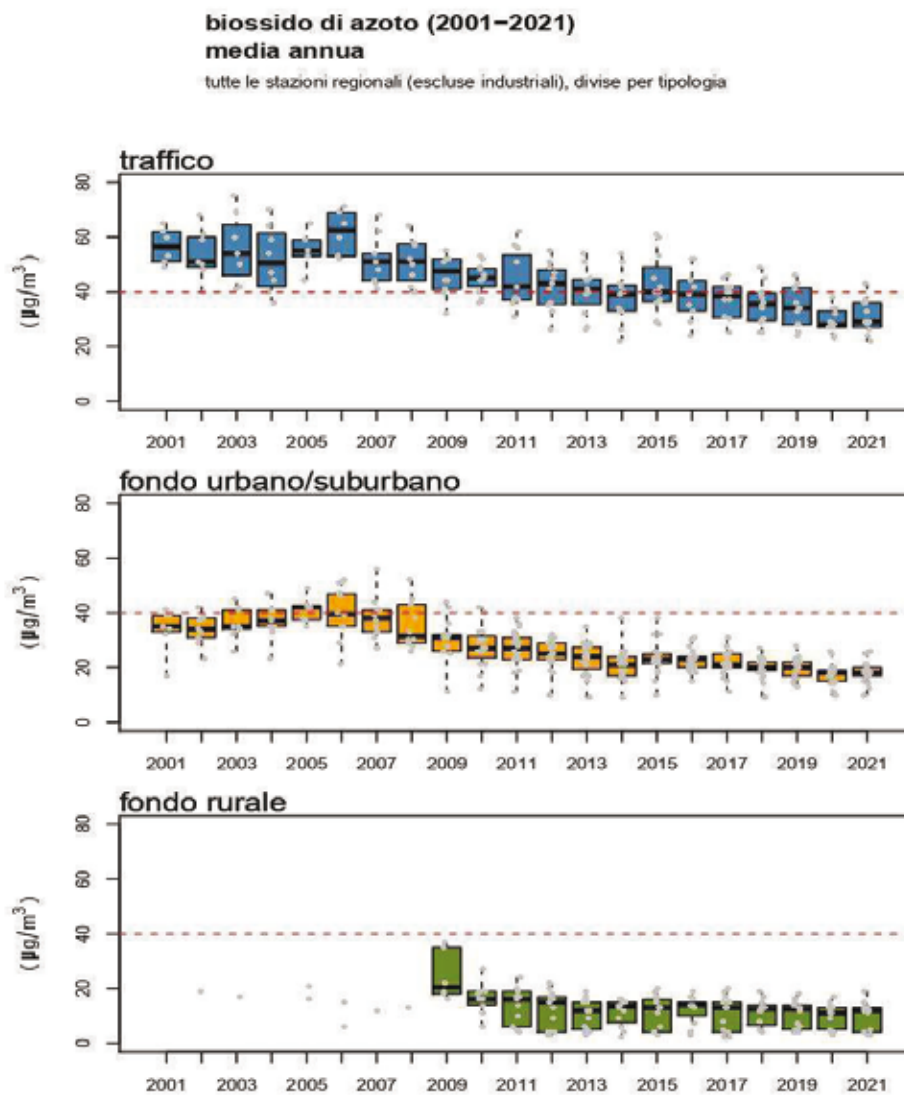 biossido di azoto (2001−2021)
media annua
tutte le stazioni regionali (escluse industriali), divise per tipologia
traffico
(µg/m³)
80
60
40
20
0
2001 2003 2005 2007 2009 2011 2013 2015 2017 2019 2021
fondo urbano/suburbano
(µg/m³)
80
60
40
20
0
2001 2003 2005 2007 2009 2011 2013 2015 2017 2019 2021
fondo rurale
(µg/m³)
80
60
40
20
0
2001 2003 2005 2007 2009 2011 2013 2015 2017 2019 2021